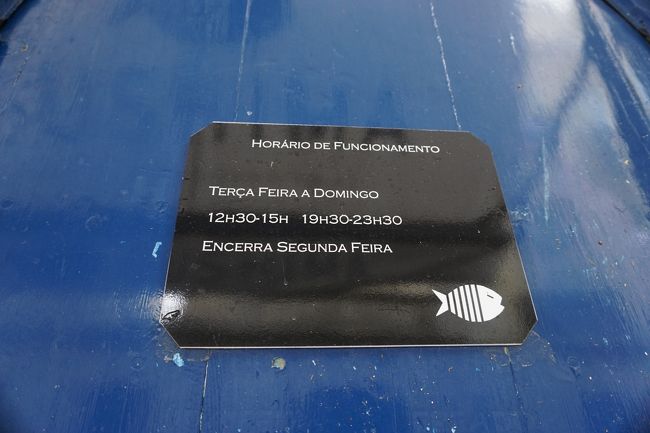 Horário de Funcionamento
Terça Feira a Domingo
12h30-15h 19h30-23h30
Encerra Segunda Feira